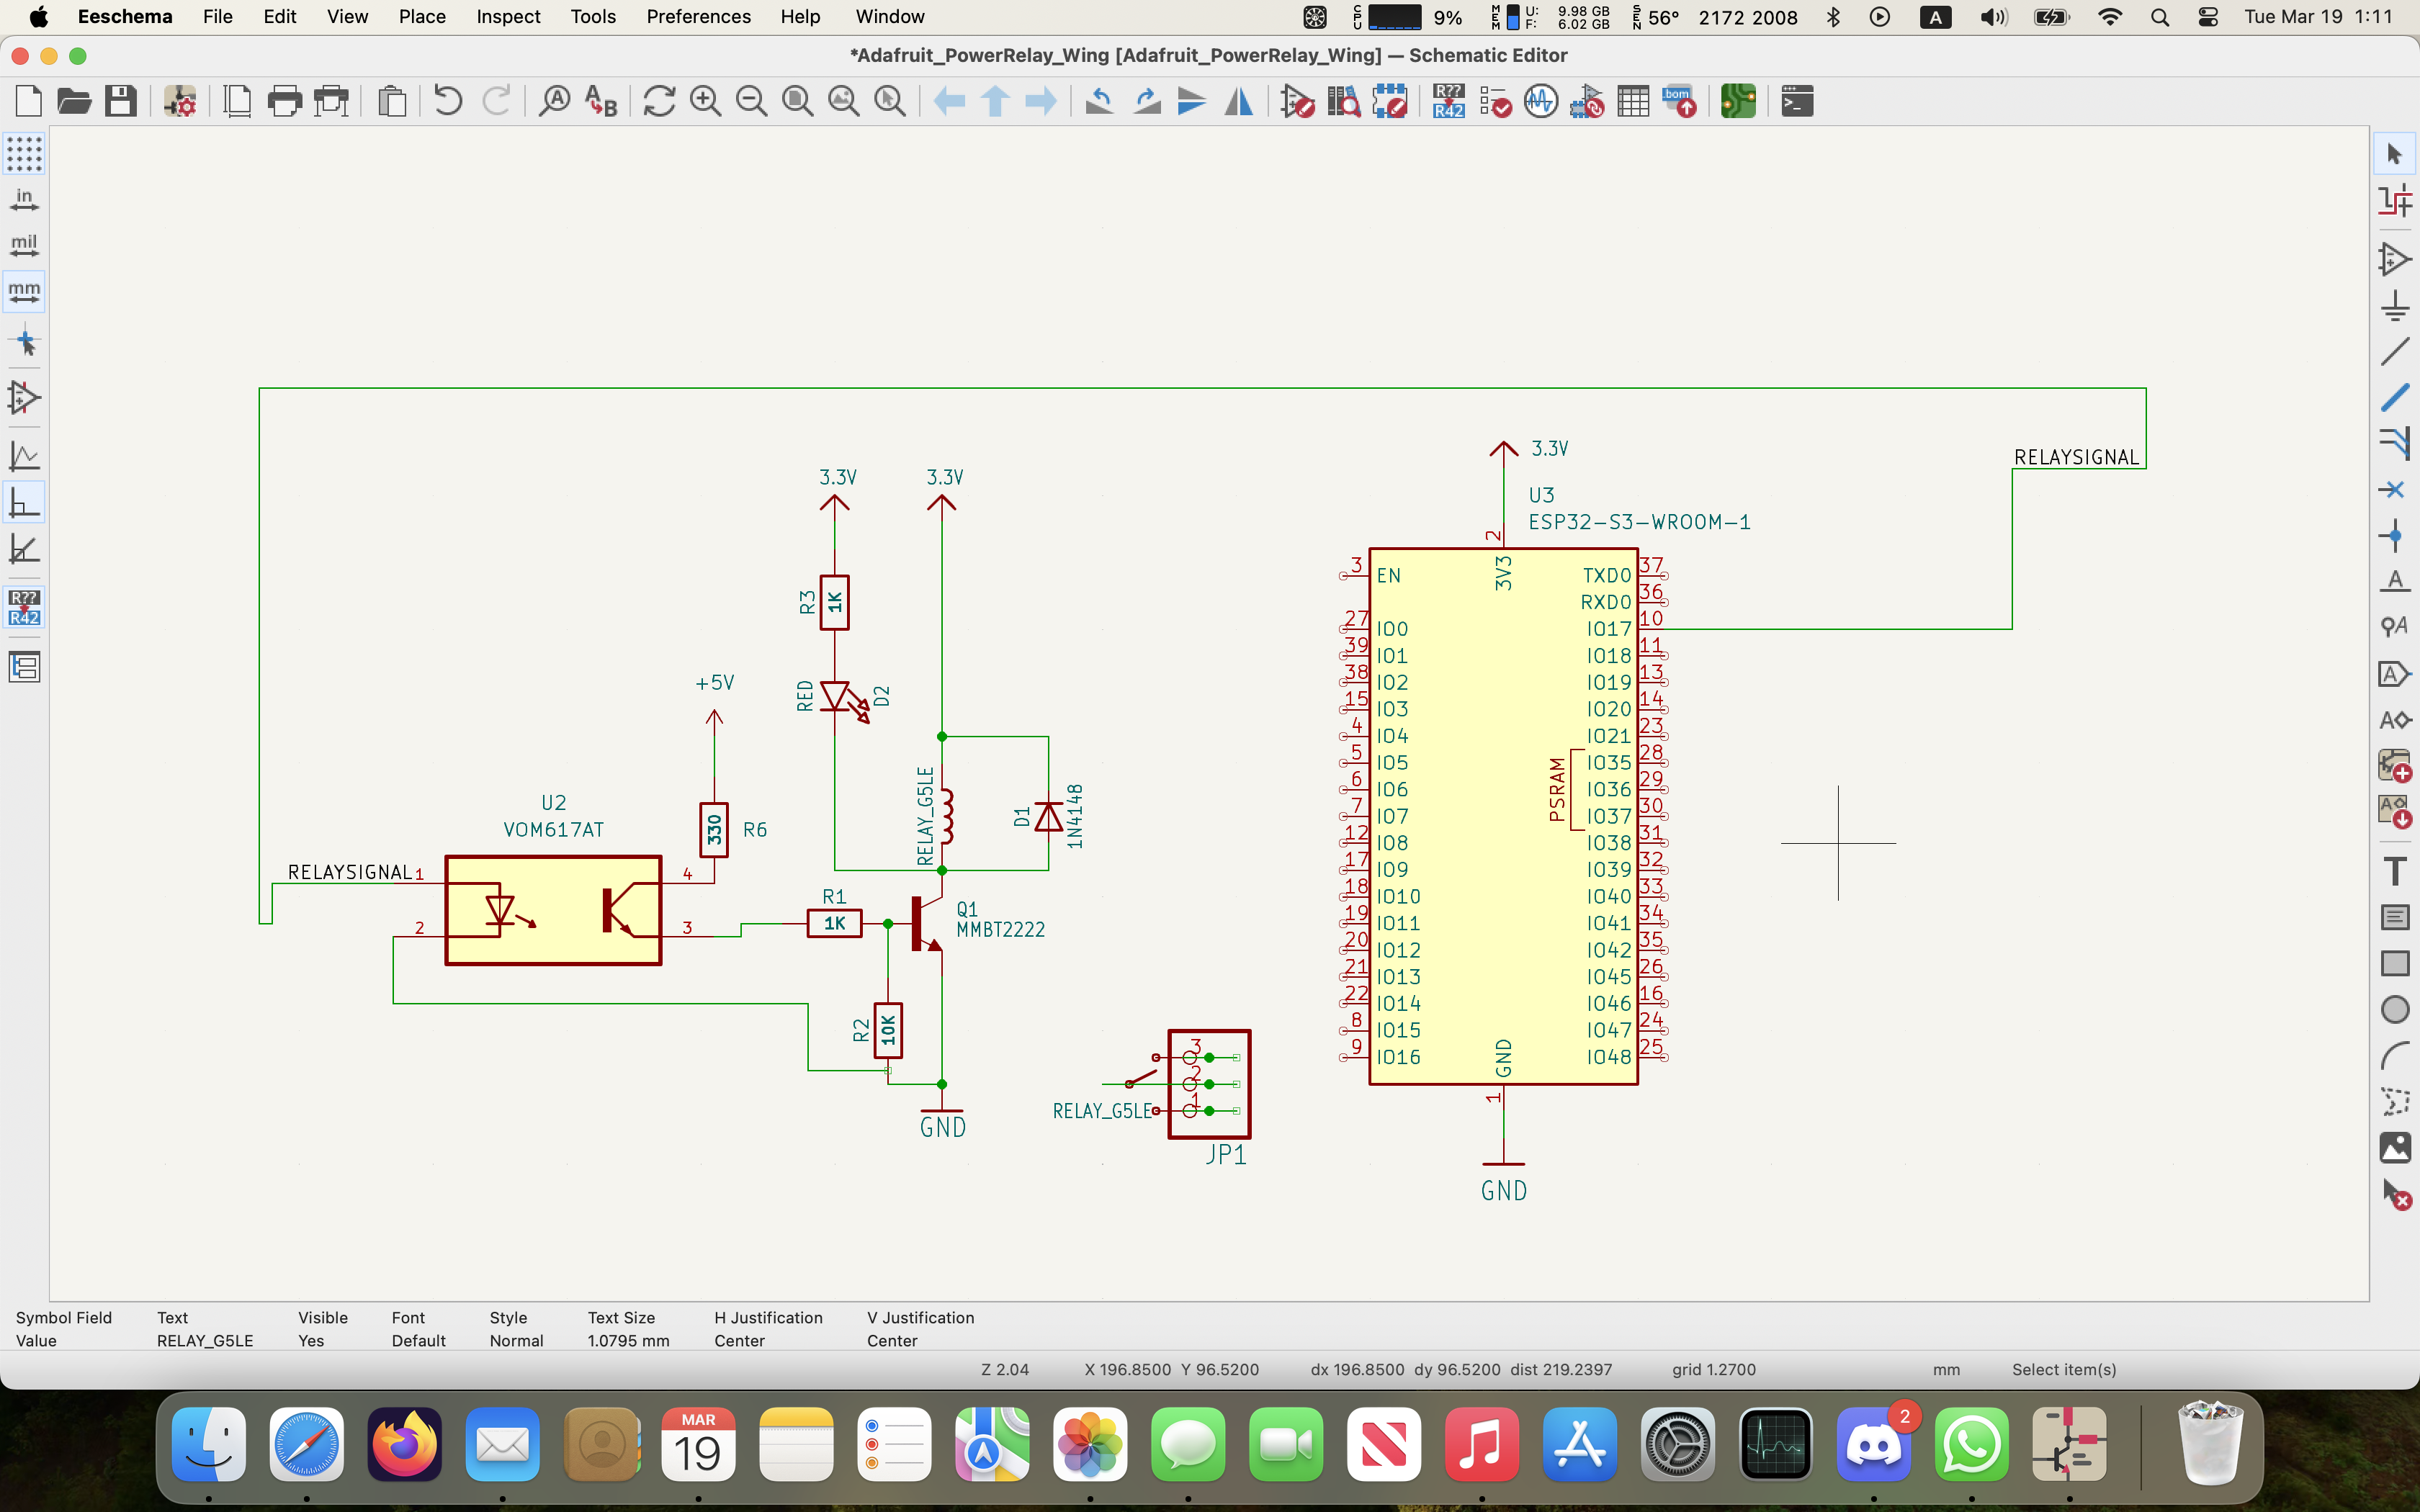 Eeschema File Edit View Place Inspect Tools Preferences Help Window
CPU 9% MEM U: 9.98 GB F: 6.02 GB SEN 56° 2172 2008 A Tue Mar 19 1:11
*Adafruit_PowerRelay_Wing [Adafruit_PowerRelay_Wing] — Schematic Editor
A A B R?? R42 bom
in
mil
mm
R??
R42
A
A
A
A
A
T
3.3V 3.3V
3.3V
RELAYSIGNAL
U3
ESP32-S3-WROOM-1
R3 1K
RED D2
+5V
330 R6
U2
VOM617AT
RELAYSIGNAL 1
2
4
3
RELAY_G5LE
D1 1N4148
R1
1K
Q1
MMBT2222
R2 10K
GND
RELAY_G5LE
3
2
1
JP1
2
3V3
3 EN TXD0 37
RXD0 36
27 IO0 IO17 10
39 IO1 IO18 11
38 IO2 IO19 13
15 IO3 IO20 14
4 IO4 IO21 23
5 IO5 IO35 28
6 IO6 IO36 29
7 IO7 IO37 30
PSRAM
12 IO8 IO38 31
17 IO9 IO39 32
18 IO10 IO40 33
19 IO11 IO41 34
20 IO12 IO42 35
21 IO13 IO45 26
22 IO14 IO46 16
8 IO15 IO47 24
9 IO16 IO48 25
GND
1
GND
Symbol Field Text Visible Font Style Text Size H Justification V Justification
Value RELAY_G5LE Yes Default Normal 1.0795 mm Center Center
Z 2.04 X 196.8500 Y 96.5200 dx 196.8500 dy 96.5200 dist 219.2397 grid 1.2700 mm Select item(s)
MAR
19
2